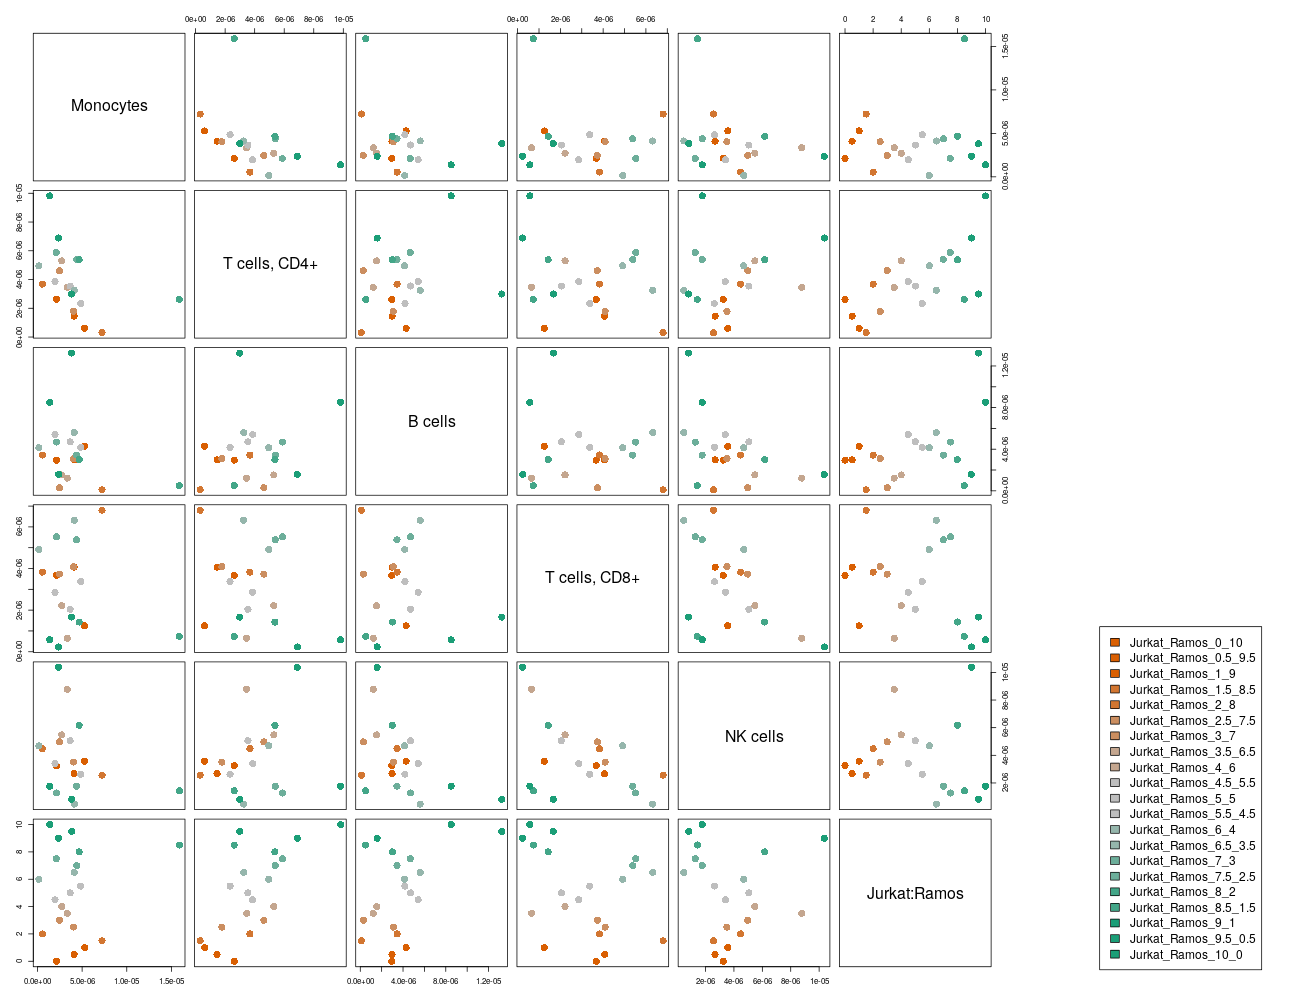 0e+00 2e-06 4e-06 6e-06 8e-06 1e-05
0e+00 2e-06 4e-06 6e-06
0 2 4 6 8 10
Monocytes
0.0e+00 5.0e-06 1.0e-05 1.5e-05
0e+00 2e-06 4e-06 6e-06 8e-06 1e-05
T cells, CD4+
B cells
0.0e+00 4.0e-06 8.0e-06 1.2e-05
0e+00 2e-06 4e-06 6e-06
T cells, CD8+
NK cells
2e-06 4e-06 6e-06 8e-06 1e-05
0 2 4 6 8 10
Jurkat:Ramos
0.0e+00 5.0e-06 1.0e-05 1.5e-05
0.0e+00 4.0e-06 8.0e-06 1.2e-05
2e-06 4e-06 6e-06 8e-06 1e-05
Jurkat_Ramos_0_10
Jurkat_Ramos_0.5_9.5
Jurkat_Ramos_1_9
Jurkat_Ramos_1.5_8.5
Jurkat_Ramos_2_8
Jurkat_Ramos_2.5_7.5
Jurkat_Ramos_3_7
Jurkat_Ramos_3.5_6.5
Jurkat_Ramos_4_6
Jurkat_Ramos_4.5_5.5
Jurkat_Ramos_5_5
Jurkat_Ramos_5.5_4.5
Jurkat_Ramos_6_4
Jurkat_Ramos_6.5_3.5
Jurkat_Ramos_7_3
Jurkat_Ramos_7.5_2.5
Jurkat_Ramos_8_2
Jurkat_Ramos_8.5_1.5
Jurkat_Ramos_9_1
Jurkat_Ramos_9.5_0.5
Jurkat_Ramos_10_0